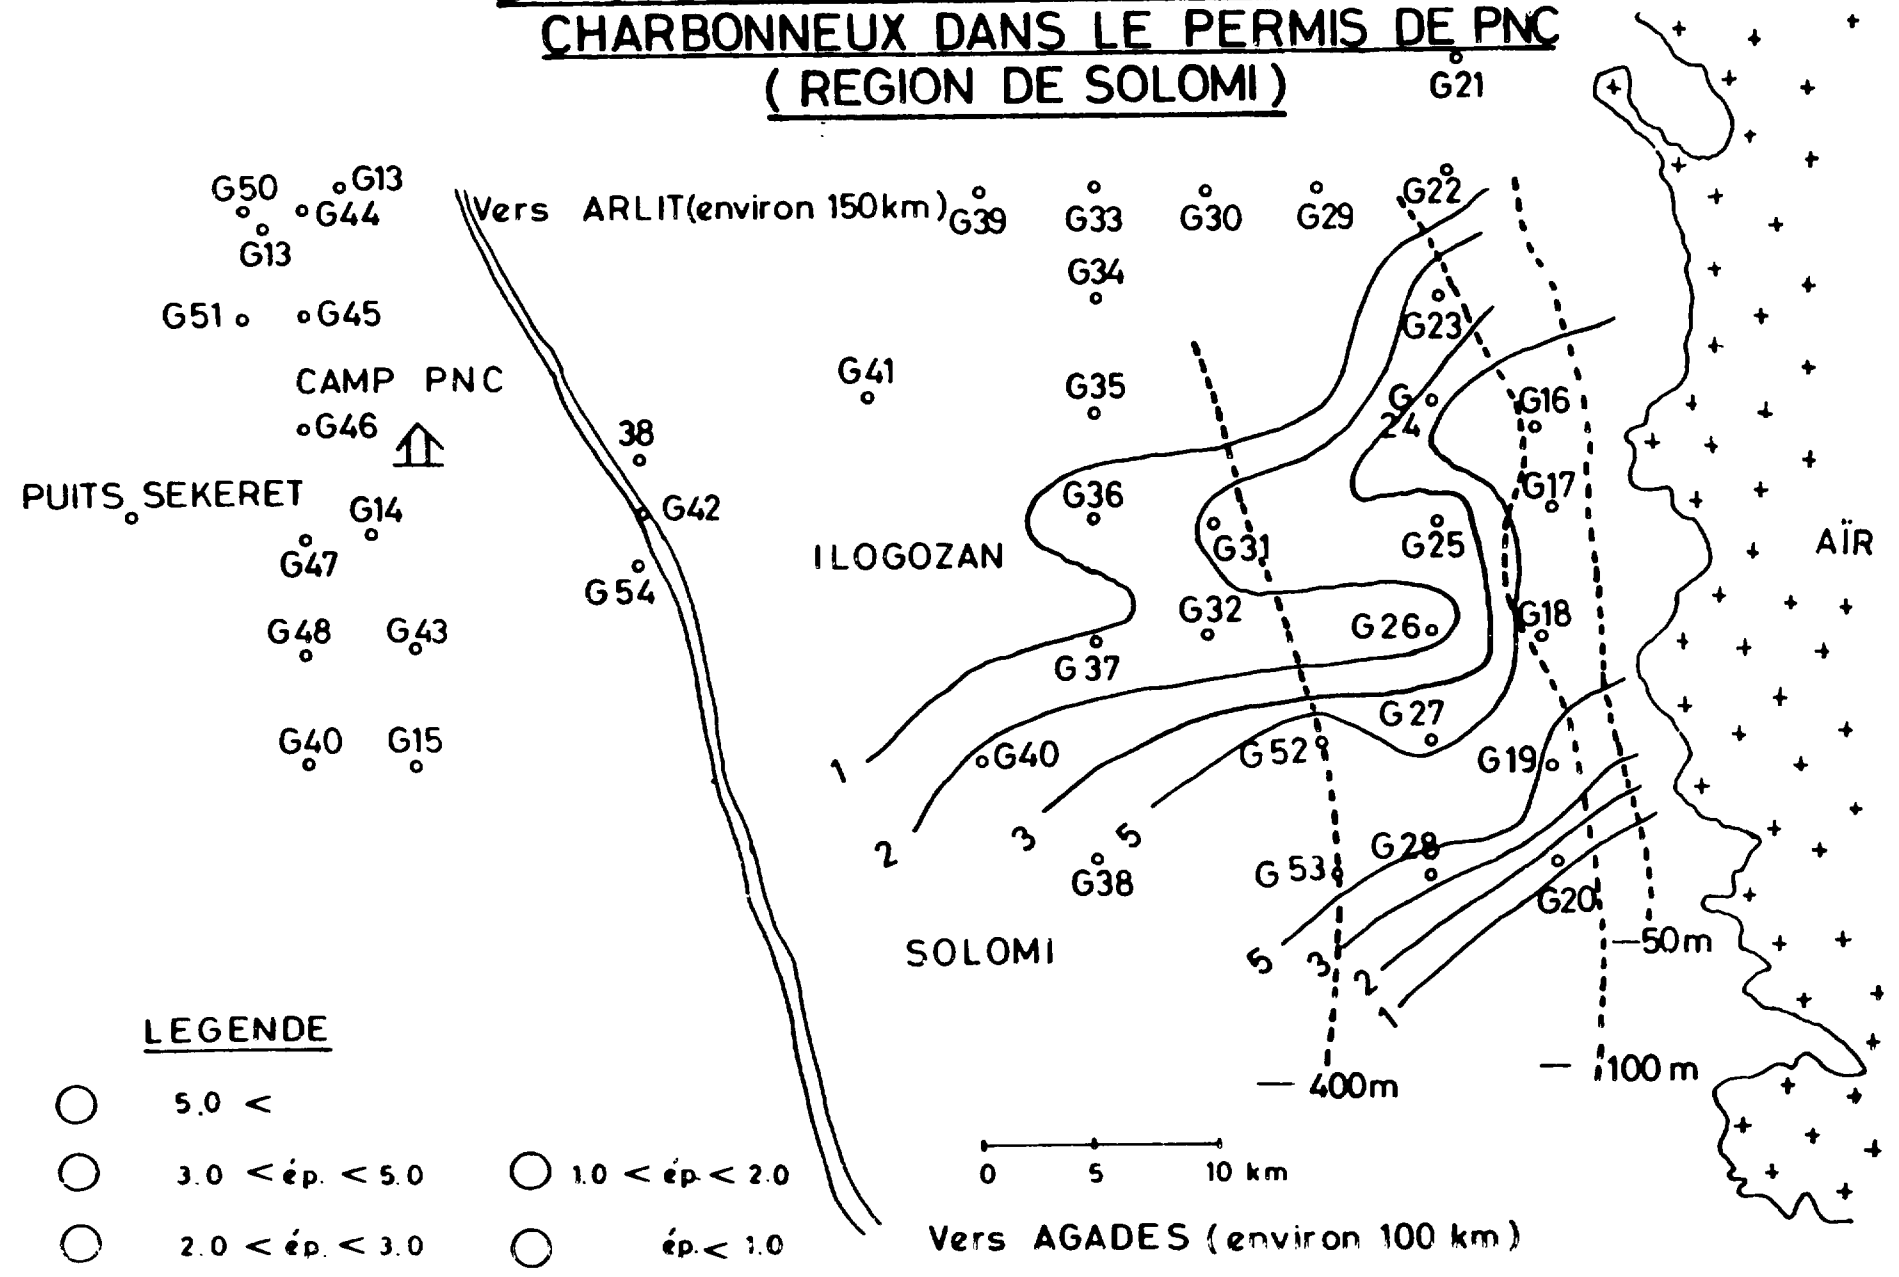 CHARBONNEUX DANS LE PERMIS DE PNC
( REGION DE SOLOMI )
G21
G50
G13
G44
G13
Vers ARLIT (environ 150 km)
G39
G33
G30
G29
G22
G34
G51
G45
G23
CAMP PNC
G41
G35
G 24
G16
G46
38
PUITS SEKERET
G14
G42
G36
G17
G47
ILOGOZAN
G31
G25
AÏR
G54
G48
G43
G32
G26
G18
G37
G40
G15
G40
G52
G27
G19
1
2
3
5
G38
G53
G28
G20
SOLOMI
5
3
2
1
—50m
— 400m
— 100m
LEGENDE
5.0 <
3.0 < ép. < 5.0
1.0 < ép. < 2.0
2.0 < ép. < 3.0
ép. < 1.0
0 5 10 km
Vers AGADES (environ 100 km)